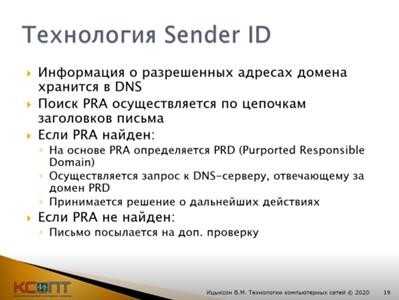 Технология Sender ID
Информация о разрешенных адресах домена
хранится в DNS
Поиск PRA осуществляется по цепочкам
заголовков письма
Если PRA найден:
На основе PRA определяется PRD (Purported Responsible
Domain)
Осуществляется запрос к DNS-серверу, отвечающему за
домен PRD
Принимается решение о дальнейших действиях
Если PRA не найден:
Письмо посылается на доп. проверку
КСПТ
Ицыксон В.М. Технологии компьютерных сетей © 2020
19